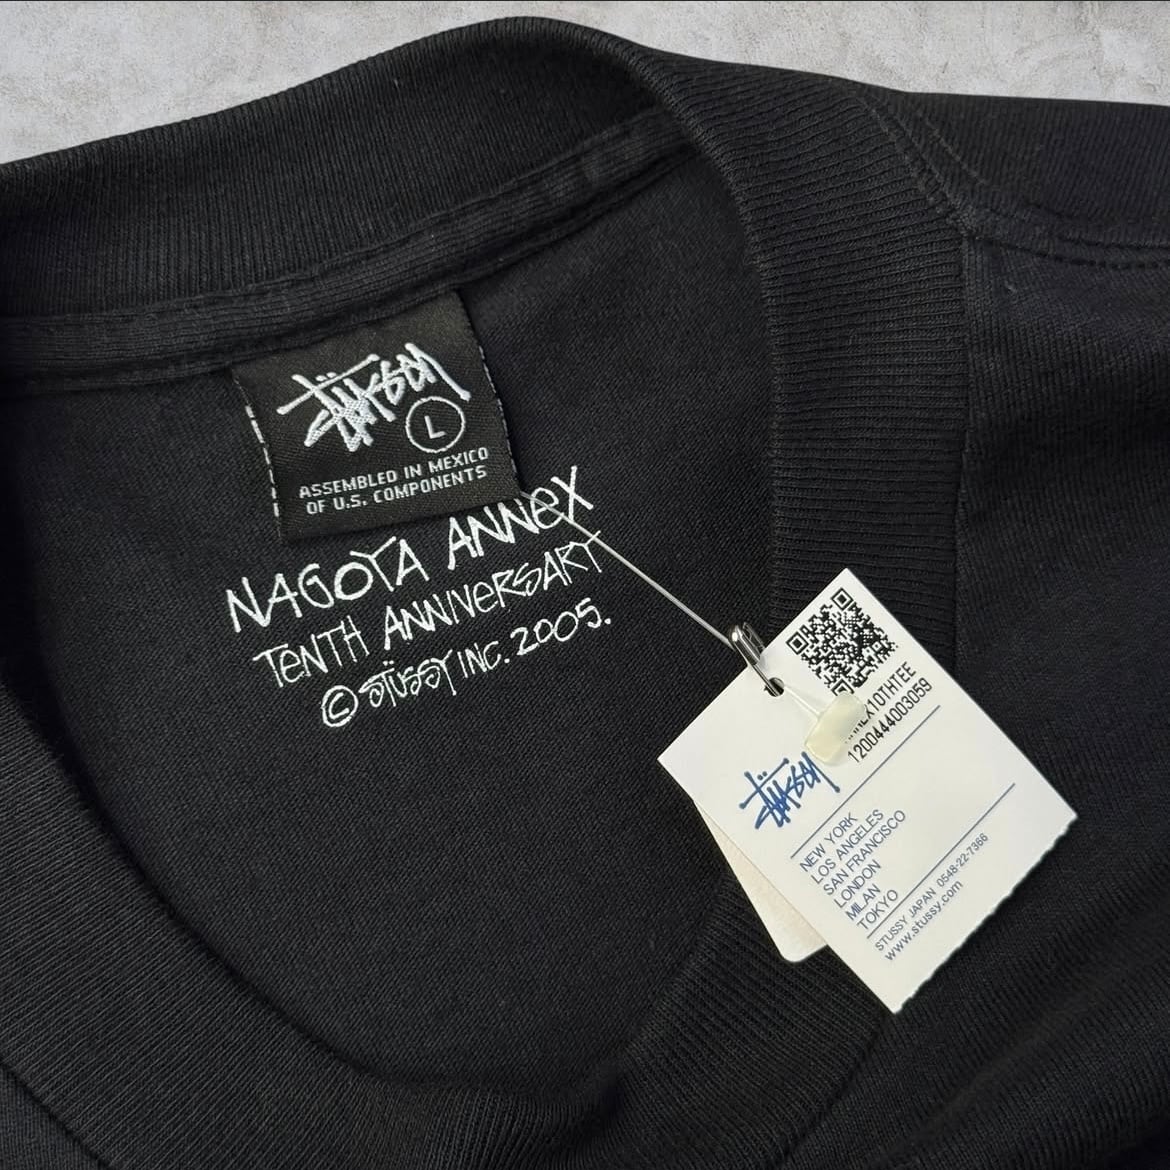 STÜSSY
L
ASSEMBLED IN MEXICO
OF U.S. COMPONENTS
NAGOYA ANNEX
TENTH ANNIVERSARY
© STÜSSY INC. 2005.
1200444003059
STÜSSY
NEW YORK
LOS ANGELES
SAN FRANCISCO
LONDON
MILAN
TOKYO
STUSSY JAPAN 0548-22-7366
www.stussy.com